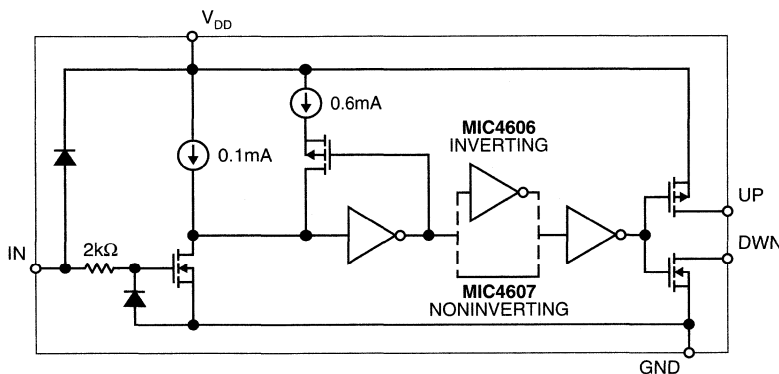 V_DD
0.6mA
MIC4606
INVERTING
0.1mA
UP
IN
2kΩ
DWN
MIC4607
NONINVERTING
GND